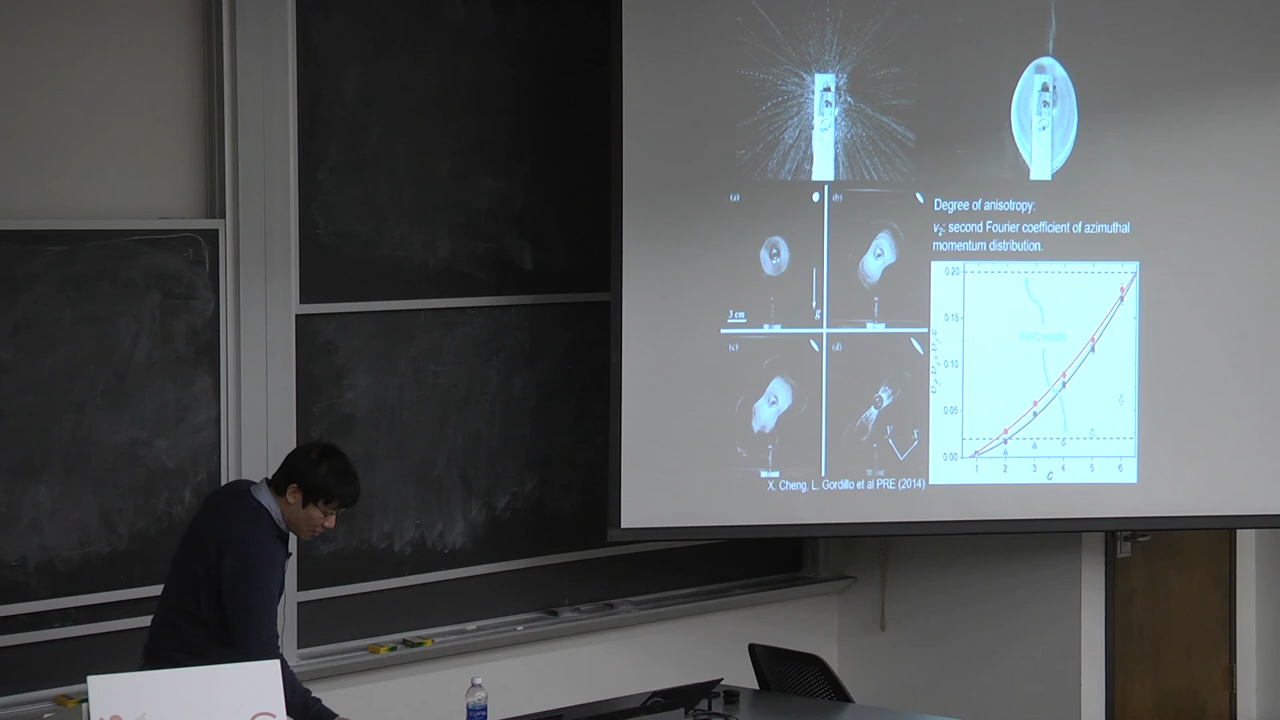 (a)
(b)
3 cm
g
(c)
(d)
y
x
X. Cheng, L. Gordillo et al PRE (2014)
Degree of anisotropy:
v2: second Fourier coefficient of azimuthal
momentum distribution.
0.20
0.15
0.10
0.05
0.00
1 2 3 4 5 6
C